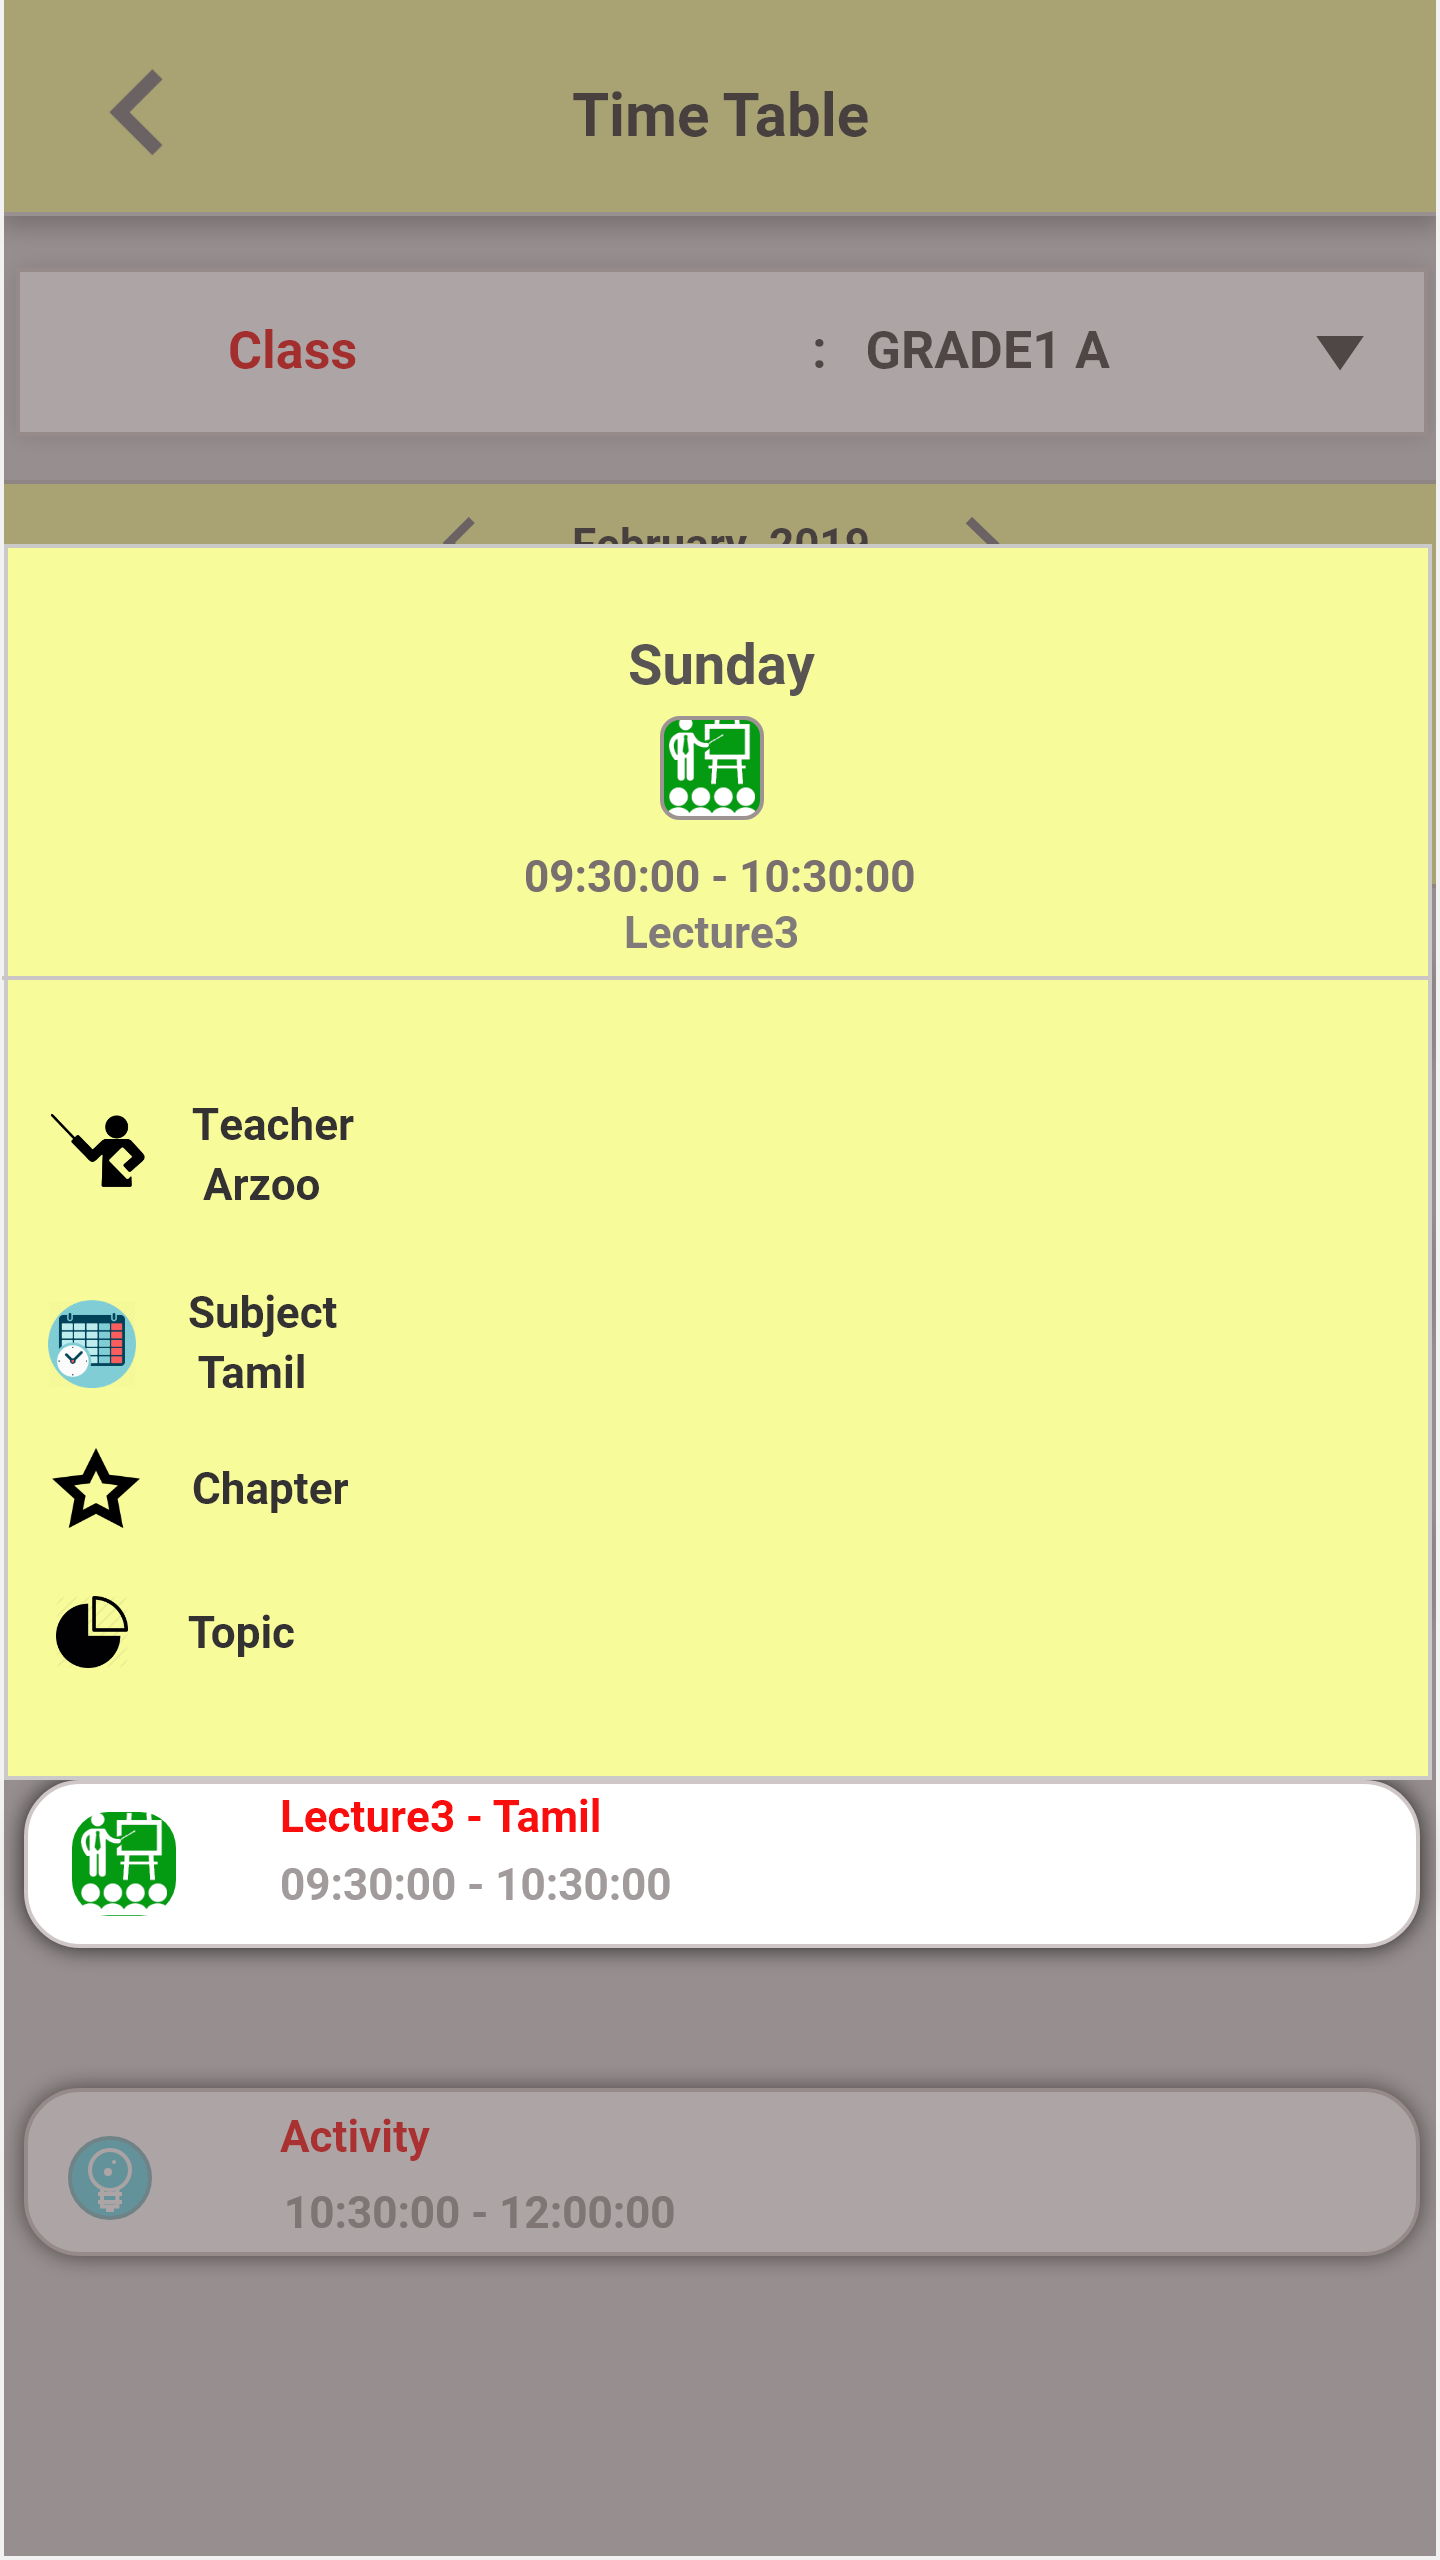 Time Table
Class : GRADE1 A
February 2019
Sunday
09:30:00 - 10:30:00
Lecture3
Teacher
Arzoo
Subject
Tamil
Chapter
Topic
Lecture3 - Tamil
09:30:00 - 10:30:00
Activity
10:30:00 - 12:00:00